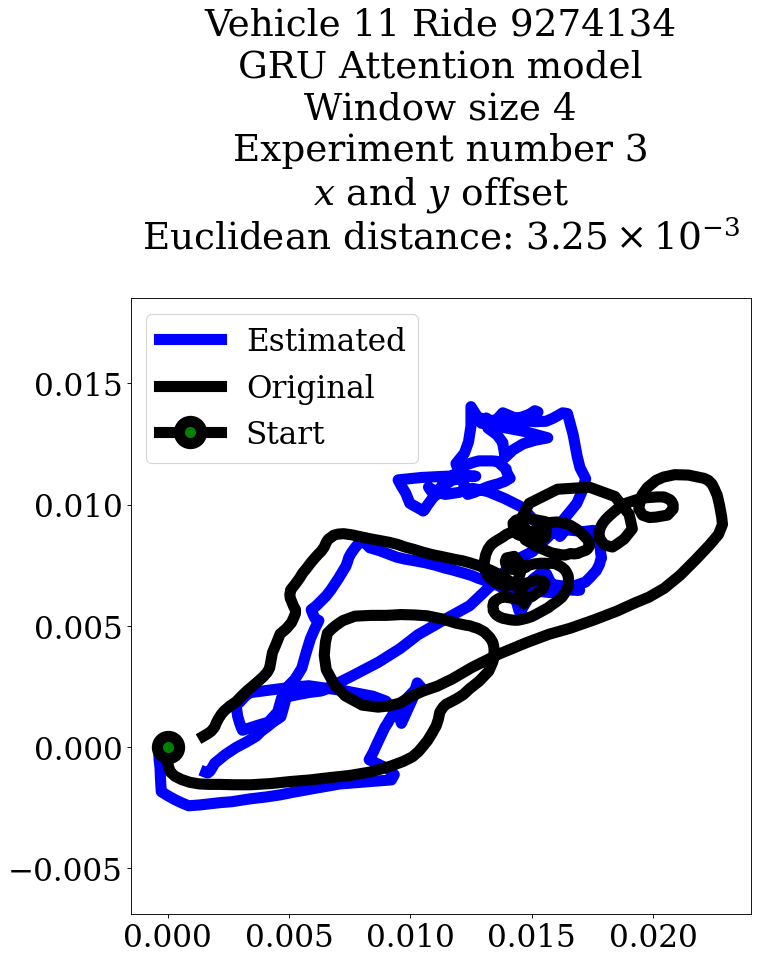 Vehicle 11 Ride 9274134
GRU Attention model
Window size 4
Experiment number 3
x and y offset
Euclidean distance: 3.25 × 10⁻³
Estimated
Original
Start
0.015
0.010
0.005
0.000
−0.005
0.000 0.005 0.010 0.015 0.020